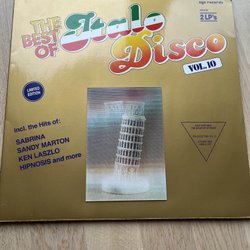 THE BEST OF Italo Disco
VOL. 10
2 LP's
LIMITED EDITION
Incl. the Hits of:
SABRINA
SANDY MARTON
KEN LASZLO
HIPNOSIS and more